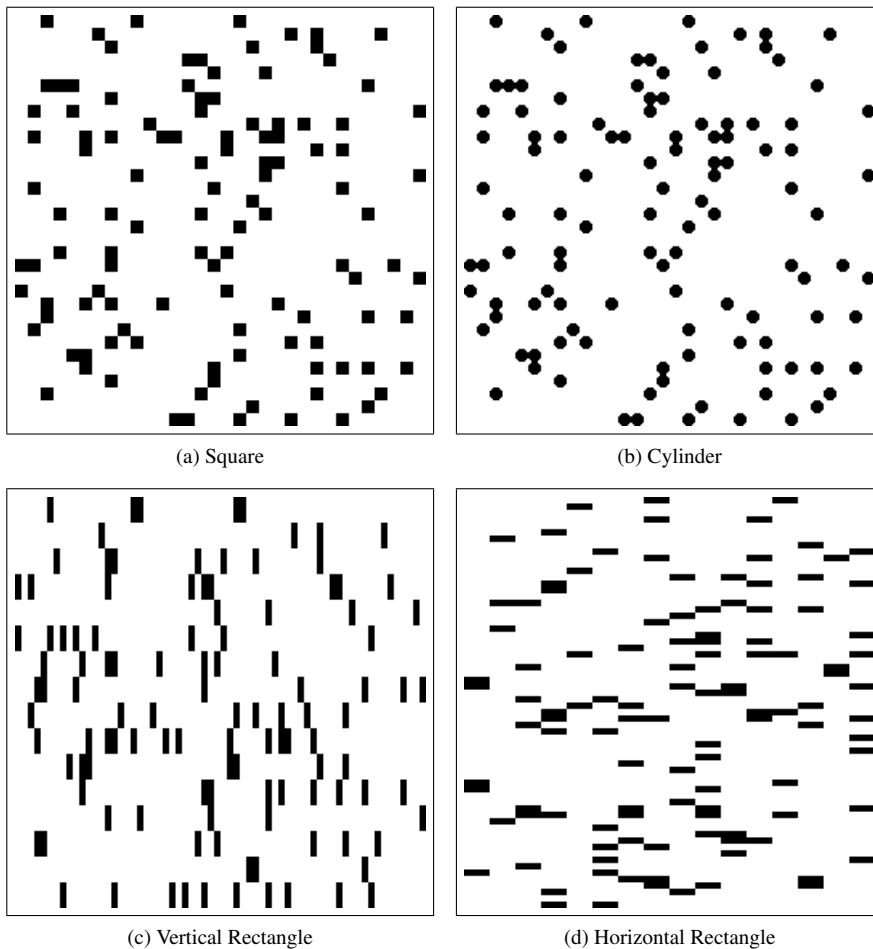 (a) Square
(b) Cylinder
(c) Vertical Rectangle
(d) Horizontal Rectangle